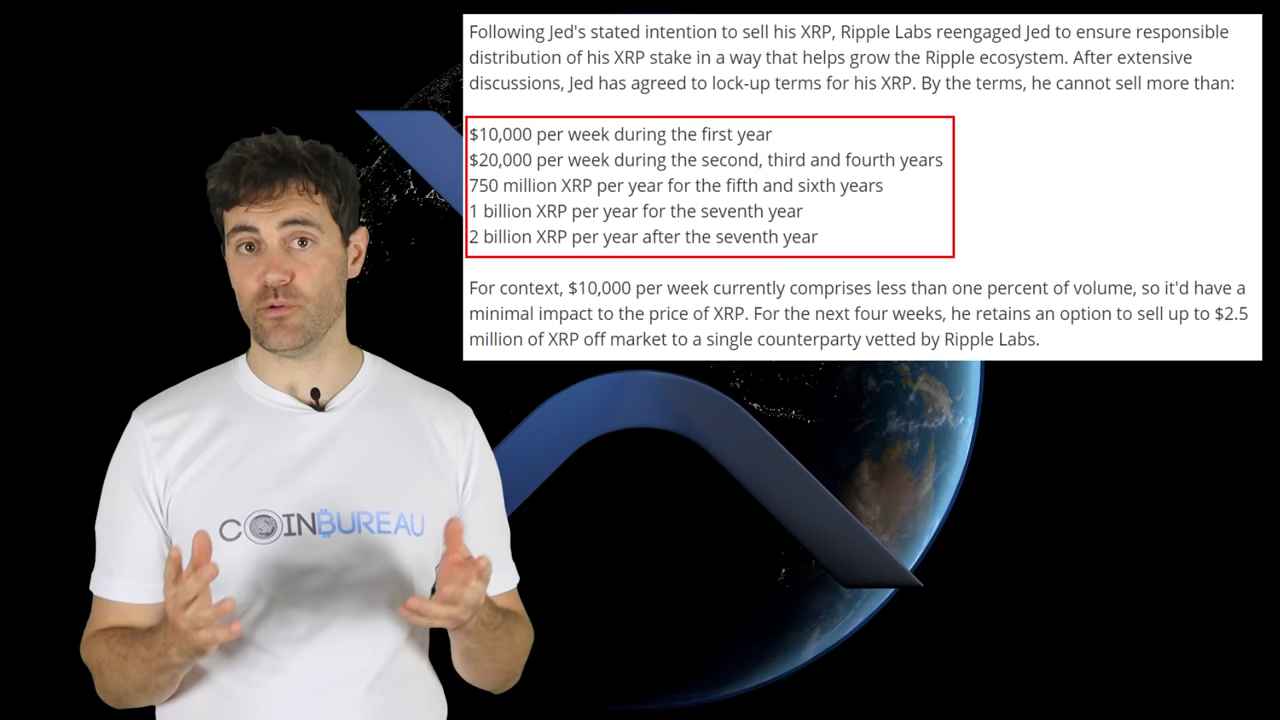 Following Jed's stated intention to sell his XRP, Ripple Labs reengaged Jed to ensure responsible
distribution of his XRP stake in a way that helps grow the Ripple ecosystem. After extensive
discussions, Jed has agreed to lock-up terms for his XRP. By the terms, he cannot sell more than:
$10,000 per week during the first year
$20,000 per week during the second, third and fourth years
750 million XRP per year for the fifth and sixth years
1 billion XRP per year for the seventh year
2 billion XRP per year after the seventh year
For context, $10,000 per week currently comprises less than one percent of volume, so it'd have a
minimal impact to the price of XRP. For the next four weeks, he retains an option to sell up to $2.5
million of XRP off market to a single counterparty vetted by Ripple Labs.
COINBUREAU